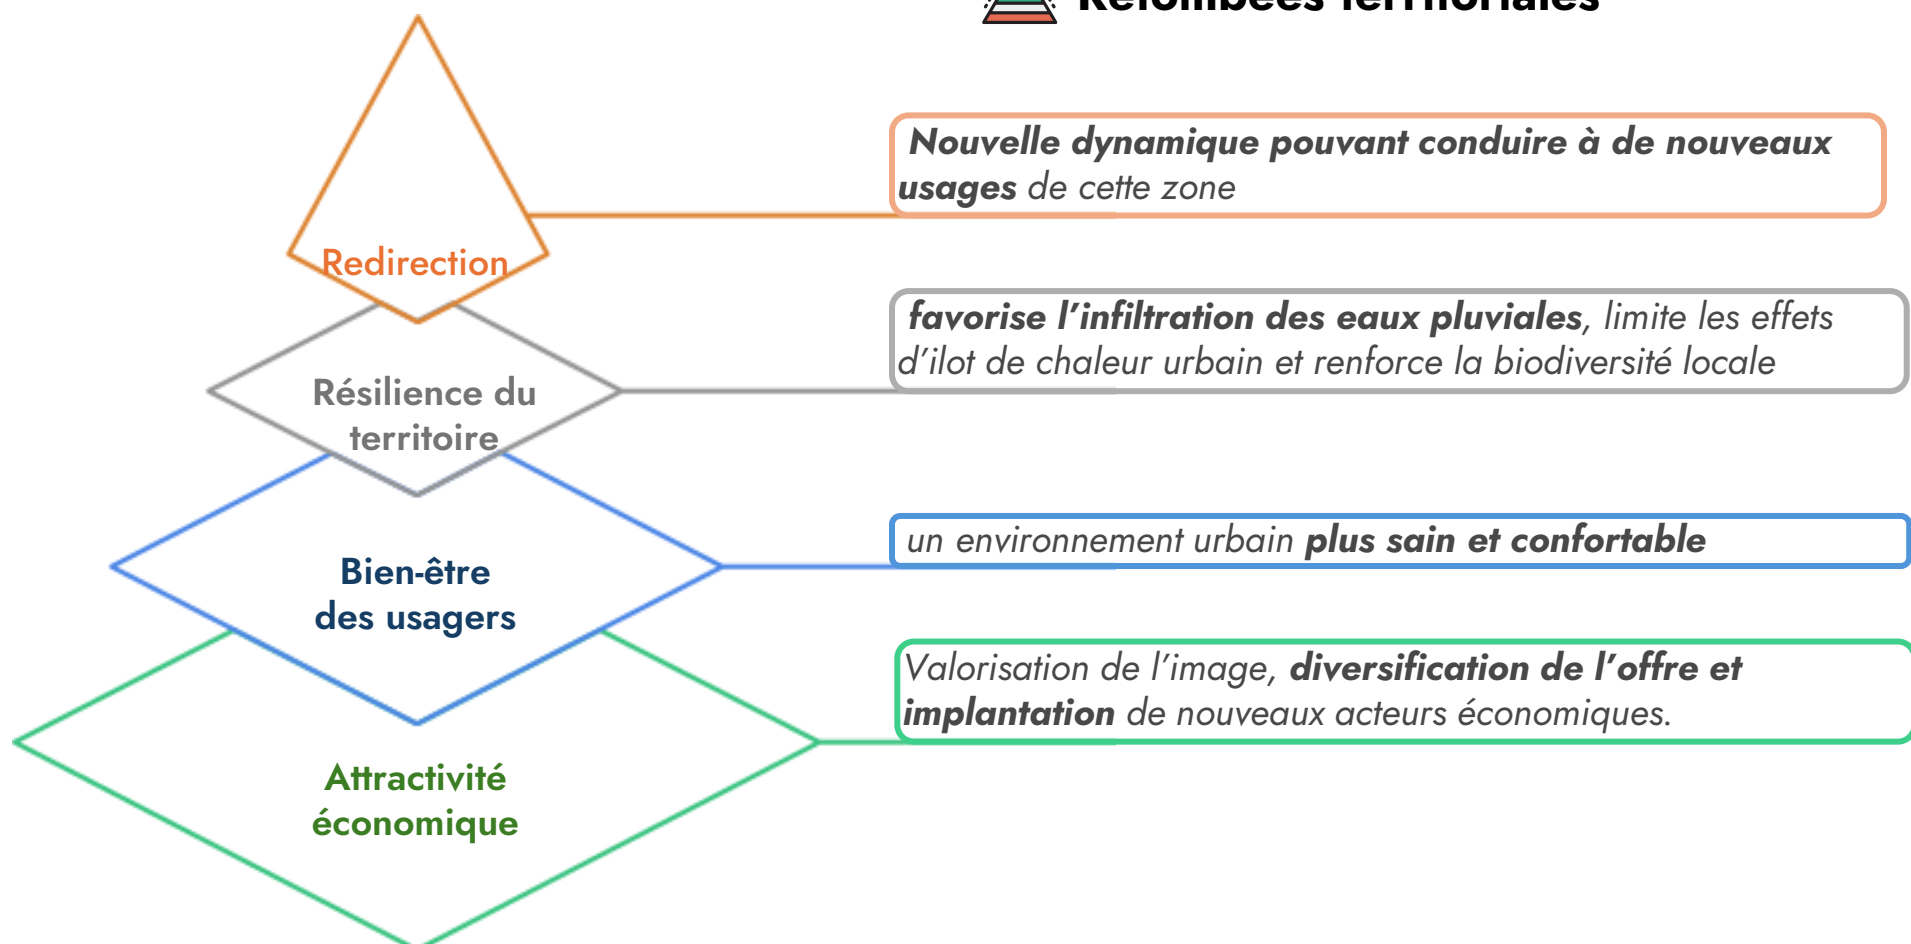 Retombées territoriales
Nouvelle dynamique pouvant conduire à de nouveaux
usages de cette zone
Redirection
favorise l’infiltration des eaux pluviales, limite les effets
d’ilot de chaleur urbain et renforce la biodiversité locale
Résilience du
territoire
un environnement urbain plus sain et confortable
Bien-être
des usagers
Valorisation de l’image, diversification de l’offre et
implantation de nouveaux acteurs économiques.
Attractivité
économique